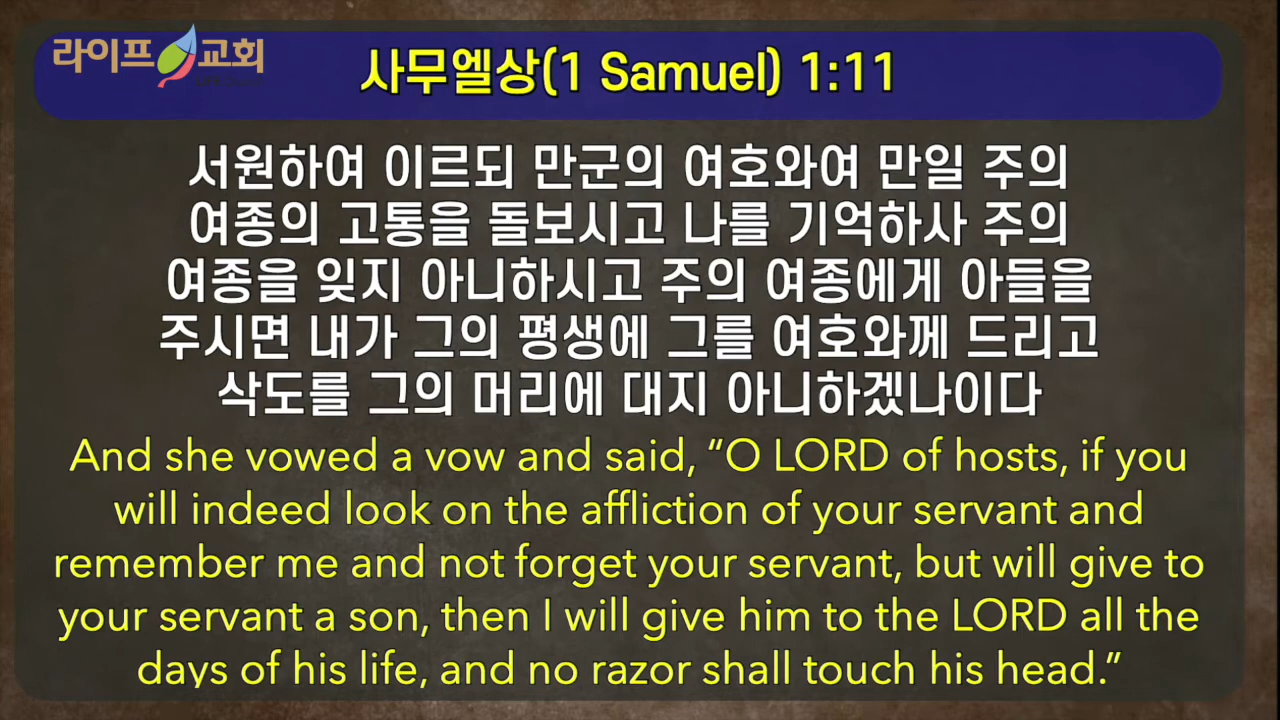 라이프 교회
사무엘상(1 Samuel) 1:11
서원하여 이르되 만군의 여호와여 만일 주의
여종의 고통을 돌보시고 나를 기억하사 주의
여종을 잊지 아니하시고 주의 여종에게 아들을
주시면 내가 그의 평생에 그를 여호와께 드리고
삭도를 그의 머리에 대지 아니하겠나이다
And she vowed a vow and said, “O LORD of hosts, if you
will indeed look on the affliction of your servant and
remember me and not forget your servant, but will give to
your servant a son, then I will give him to the LORD all the
days of his life, and no razor shall touch his head.”